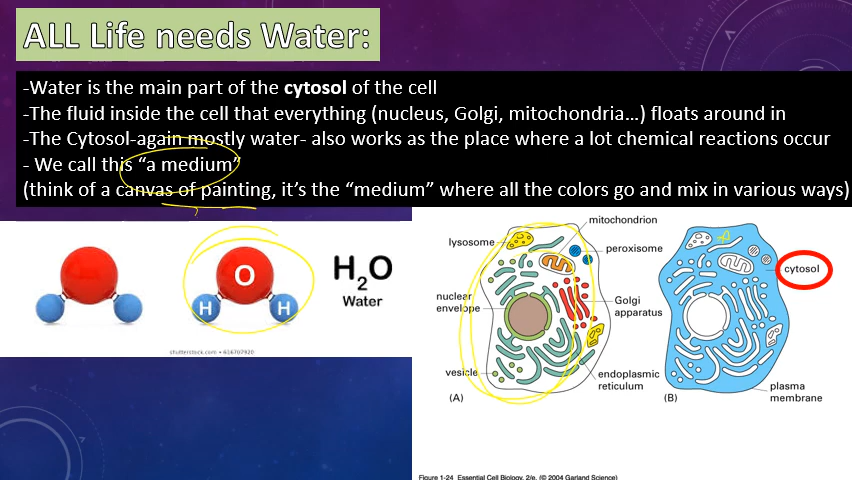 ALL Life needs Water:
-Water is the main part of the cytosol of the cell
-The fluid inside the cell that everything (nucleus, Golgi, mitochondria...) floats around in
-The Cytosol-again mostly water- also works as the place where a lot chemical reactions occur
- We call this “a medium”
(think of a canvas of painting, it’s the “medium” where all the colors go and mix in various ways)
O
H H
H2O
Water
shutterstock.com • 616707920
lysosome
mitochondrion
peroxisome
nuclear
envelope
Golgi
apparatus
vesicle
endoplasmic
reticulum
(A)
cytosol
plasma
membrane
(B)
Figure 1-24 Essential Cell Biology, 2/e. (© 2004 Garland Science)